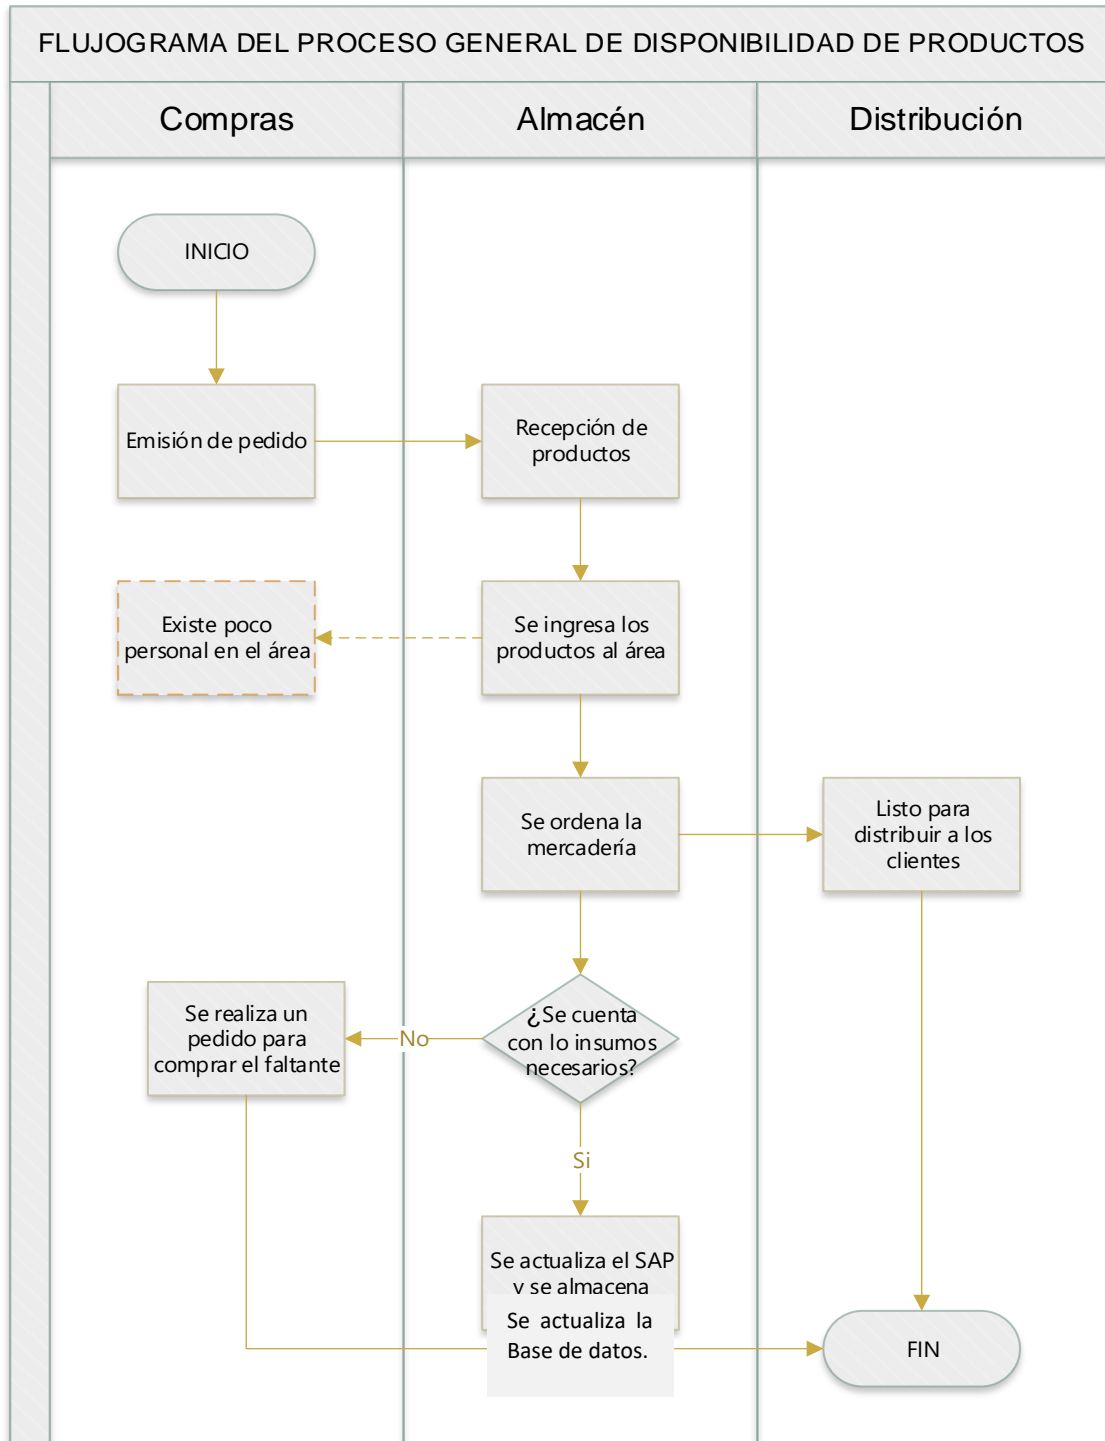 FLUJOGRAMA DEL PROCESO GENERAL DE DISPONIBILIDAD DE PRODUCTOS
Compras
Almacén
Distribución
INICIO
Emisión de pedido
Recepción de
productos
Existe poco
personal en el área
Se ingresa los
productos al área
Se ordena la
mercadería
Listo para
distribuir a los
clientes
Se realiza un
pedido para
comprar el faltante
No
¿Se cuenta
con lo insumos
necesarios?
Si
Se actualiza el SAP
y se almacena
Se actualiza la
Base de datos.
FIN